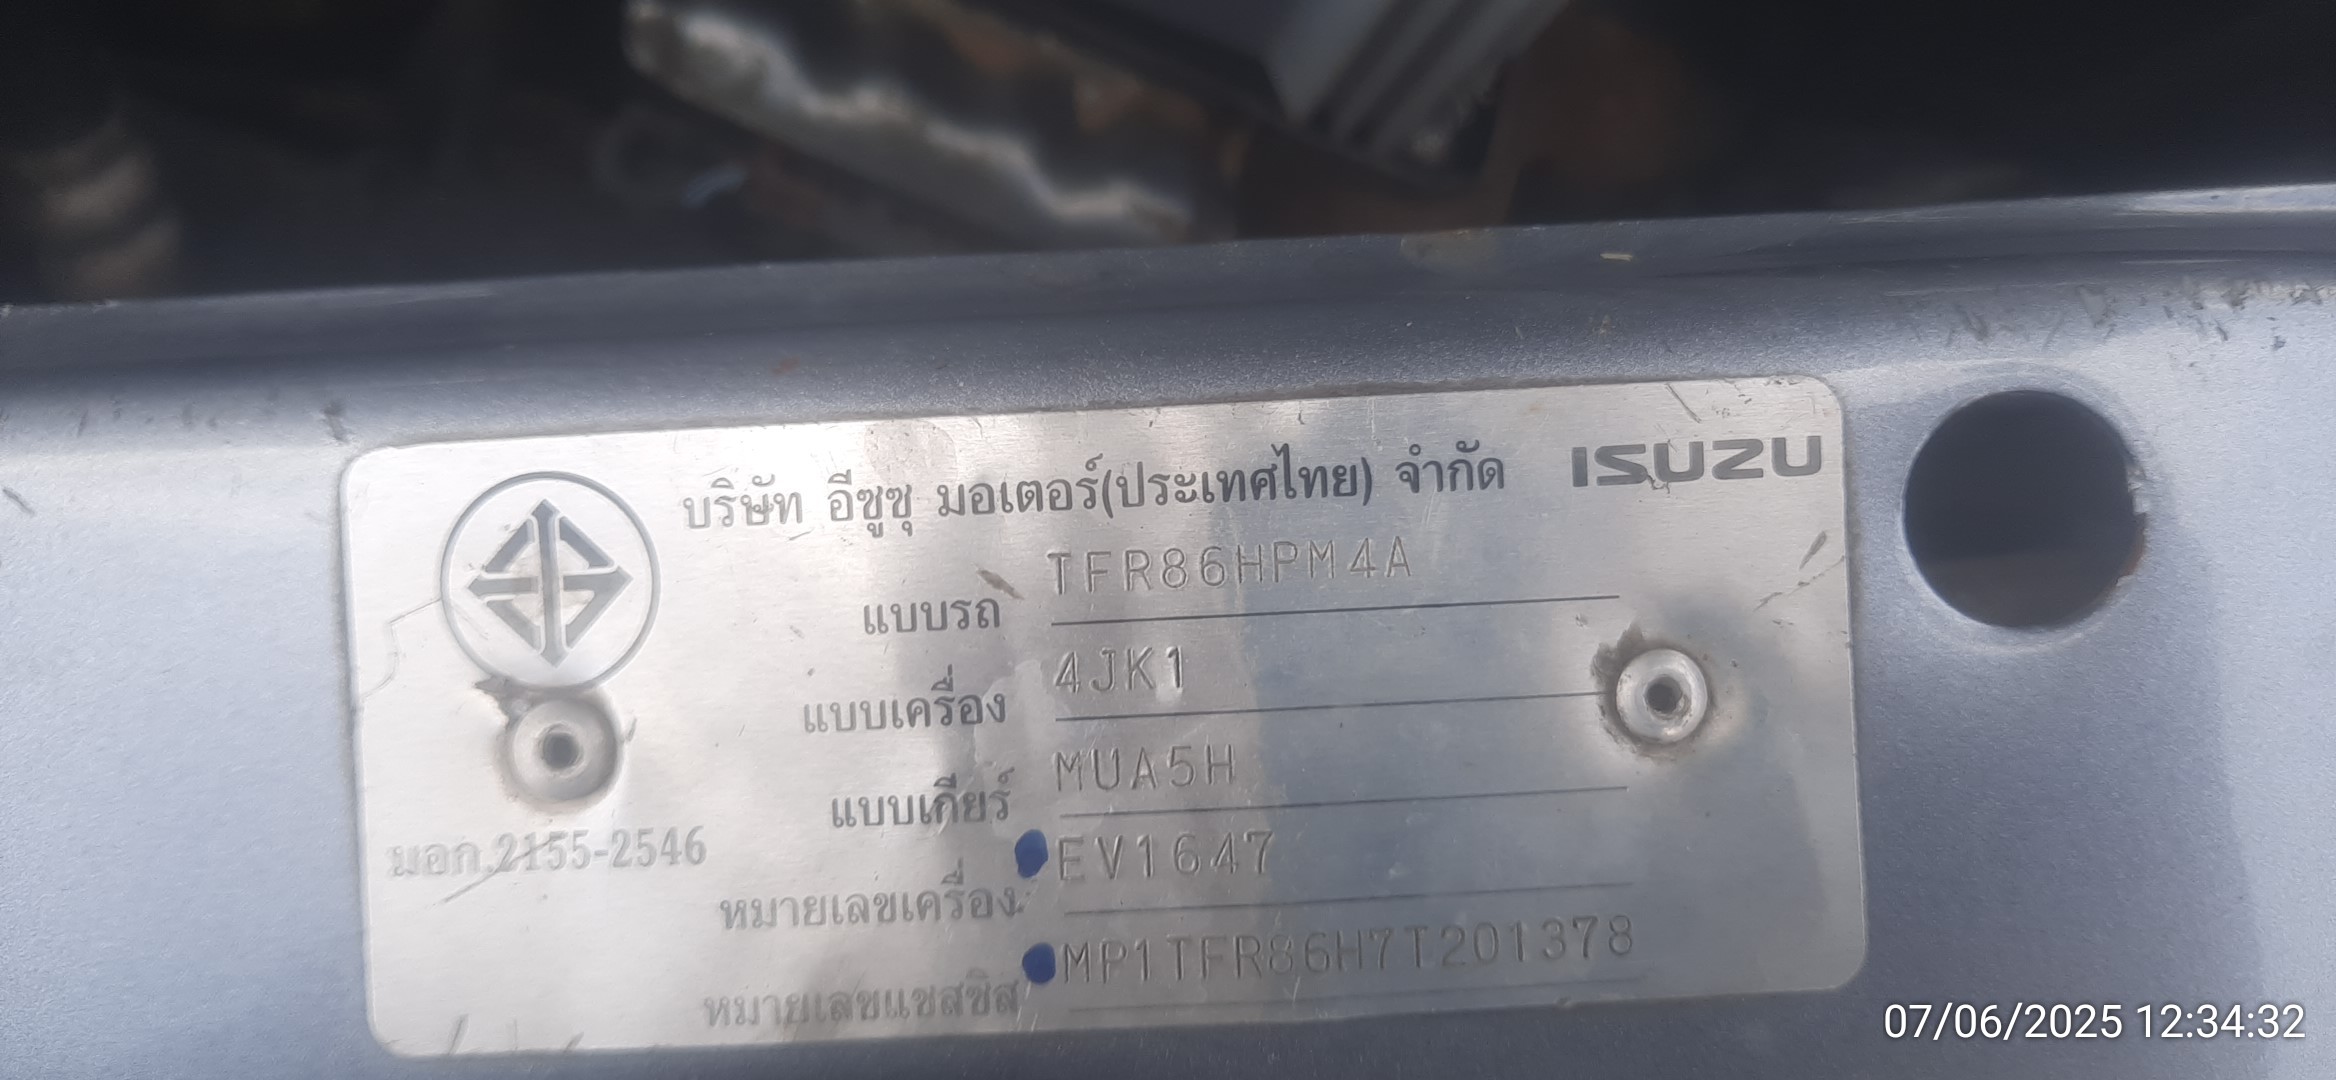 บริษัท อีซูซุ มอเตอร์(ประเทศไทย) จำกัด ISUZU
แบบรถ TFR86HPM4A
แบบเครื่อง 4JK1
แบบเกียร์ MUA5H
มอก.2155-2546
หมายเลขเครื่อง EV1647
หมายเลขแชสซิส MP1TFR86H7T201378
07/06/2025 12:34:32